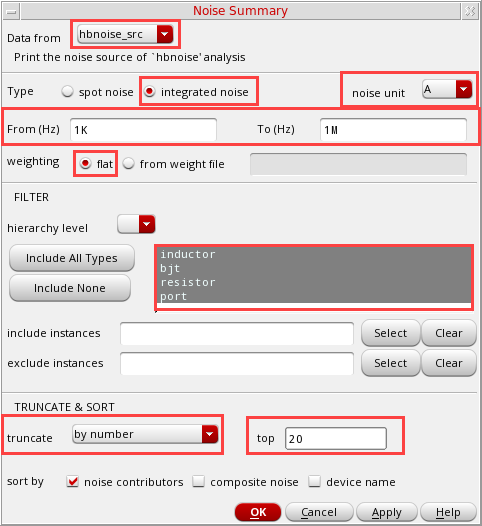 Noise Summary
Data from hbnoise_src
Print the noise source of `hbnoise' analysis
Type spot noise integrated noise noise unit A
From (Hz) 1K To (Hz) 1M
weighting flat from weight file
FILTER
hierarchy level
Include All Types
Include None
inductor
bjt
resistor
port
include instances Select Clear
exclude instances Select Clear
TRUNCATE & SORT
truncate by number top 20
sort by noise contributors composite noise device name
OK Cancel Apply Help